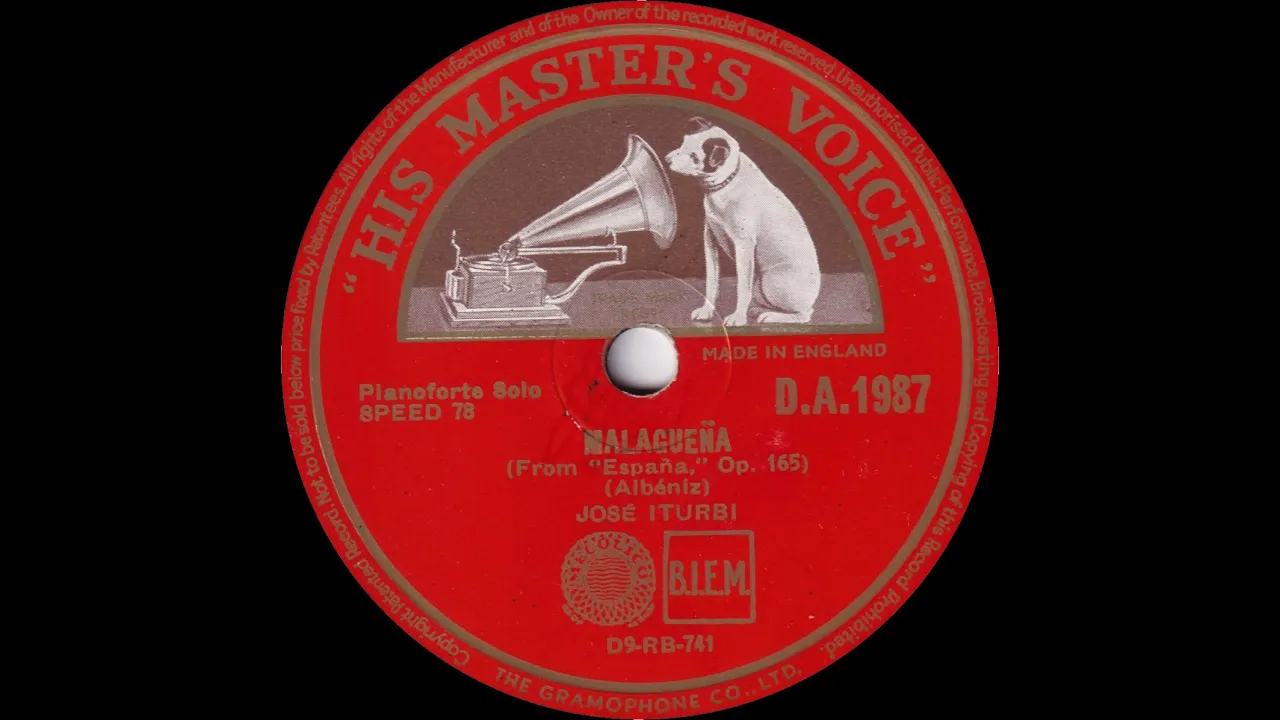 Copyright Patented Record. Not to be sold below price fixed by Patentees. All rights of the Manufacturer and of the Owner of the recorded work reserved. Unauthorised Public Performance, Broadcasting and Copying of this Record Prohibited.
"HIS MASTER'S VOICE"
TRADE MARK
MADE IN ENGLAND
Pianoforte Solo
SPEED 78
D.A.1987
MALAGUEÑA
(From "España," Op. 165)
(Albéniz)
JOSÉ ITURBI
B.I.E.M.
D9-RB-741
THE GRAMOPHONE CO., LTD.